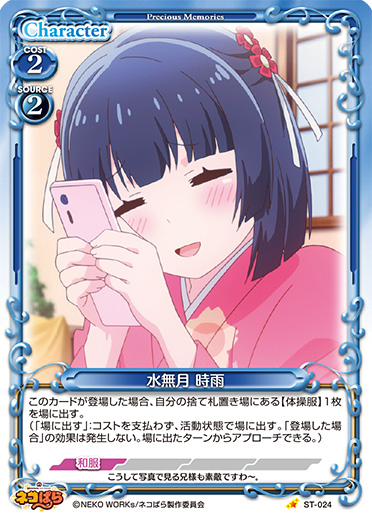 Precious Memories
Character
COST
2
SOURCE
2
水無月 時雨
このカードが登場した場合、自分の捨て札置き場にある【体操服】1枚
を場に出す。
(「場に出す」:コストを支払わず、活動状態で場に出す。「登場した場
合」の効果は発生しない。場に出たターンからアプローチできる。)
和服
こうして写真で見る兄様も素敵ですわ~。
ネコぱら
©NEKO WORKs/ネコぱら製作委員会
ST-024